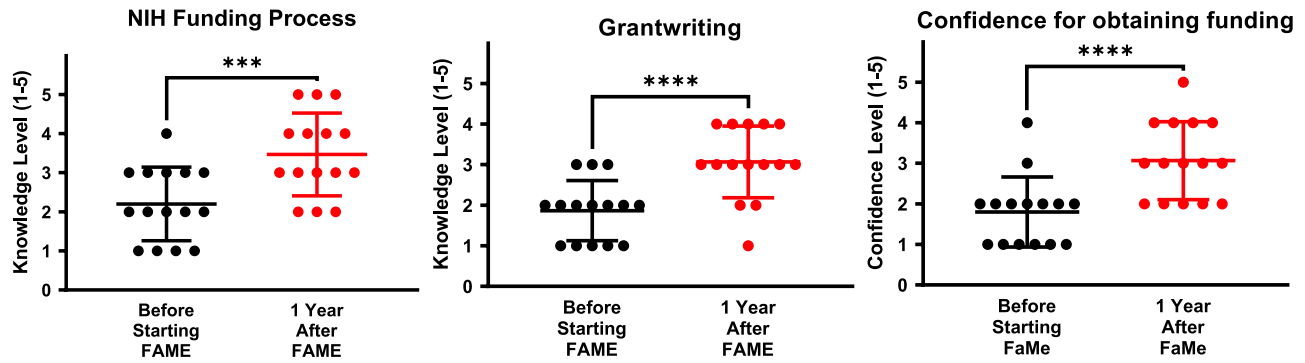 NIH Funding Process
***
Knowledge Level (1-5)
5
4
3
2
1
0
Before
Starting
FAME
1 Year
After
FAME
Grantwriting
****
Knowledge Level (1-5)
5
4
3
2
1
0
Before
Starting
FAME
1 Year
After
FAME
Confidence for obtaining funding
****
Confidence Level (1-5)
5
4
3
2
1
0
Before
Starting
FaMe
1 Year
After
FaMe